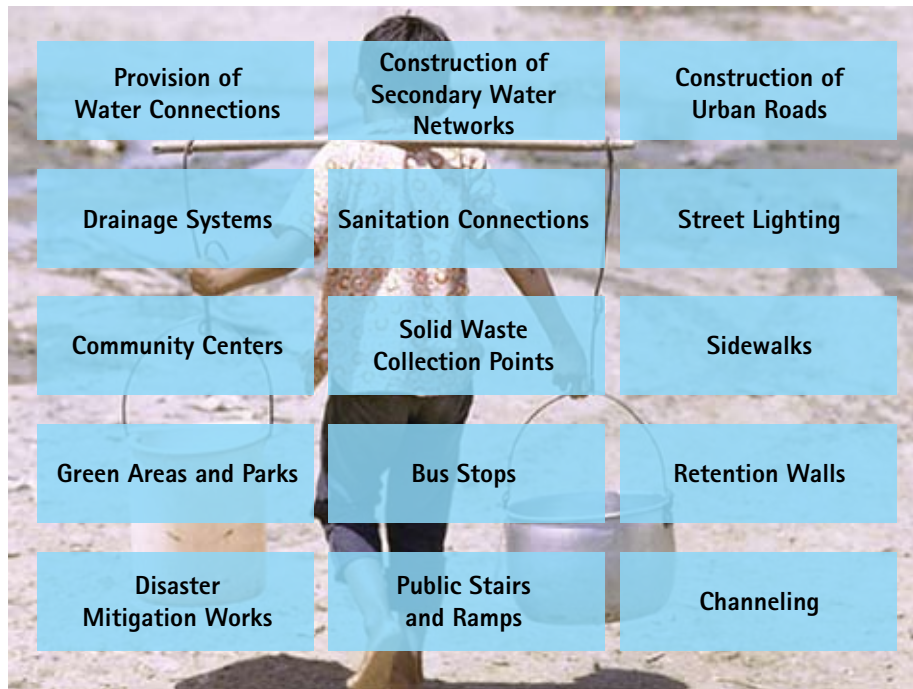 Provision of
Water Connections
Construction of
Secondary Water
Networks
Construction of
Urban Roads
Drainage Systems
Sanitation Connections
Street Lighting
Community Centers
Solid Waste
Collection Points
Sidewalks
Green Areas and Parks
Bus Stops
Retention Walls
Disaster
Mitigation Works
Public Stairs
and Ramps
Channeling